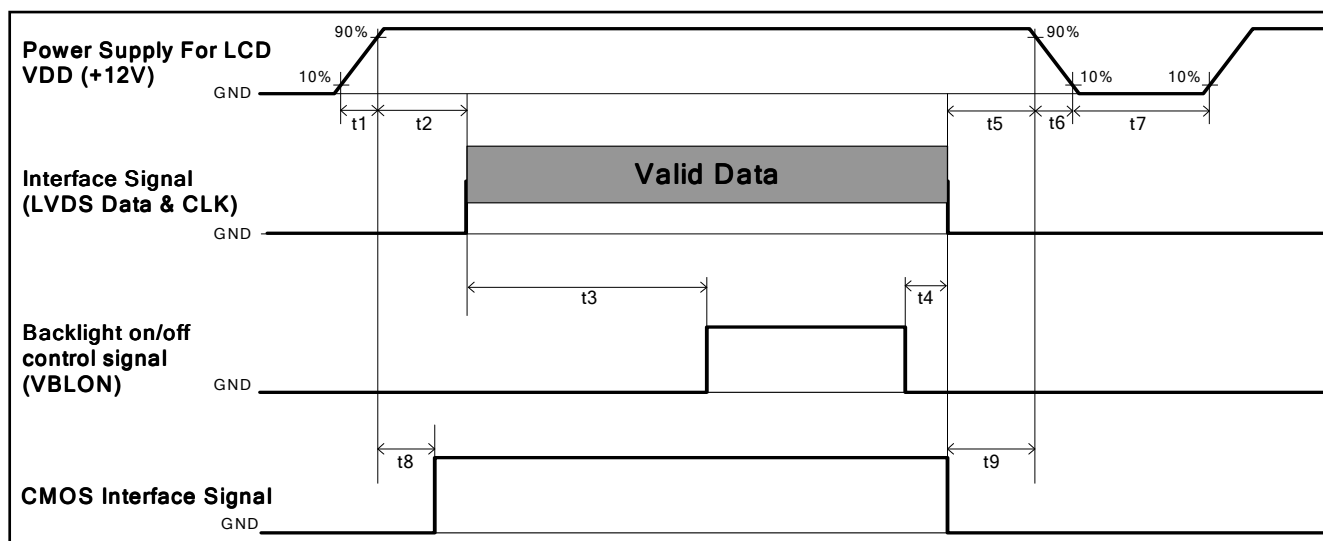 Power Supply For LCD
VDD (+12V)
90%
10%
GND
90%
10%
10%
t1
t2
t5
t6
t7
Interface Signal
(LVDS Data & CLK)
Valid Data
GND
t3
t4
Backlight on/off
control signal
(VBLON)
GND
t8
t9
CMOS Interface Signal
GND